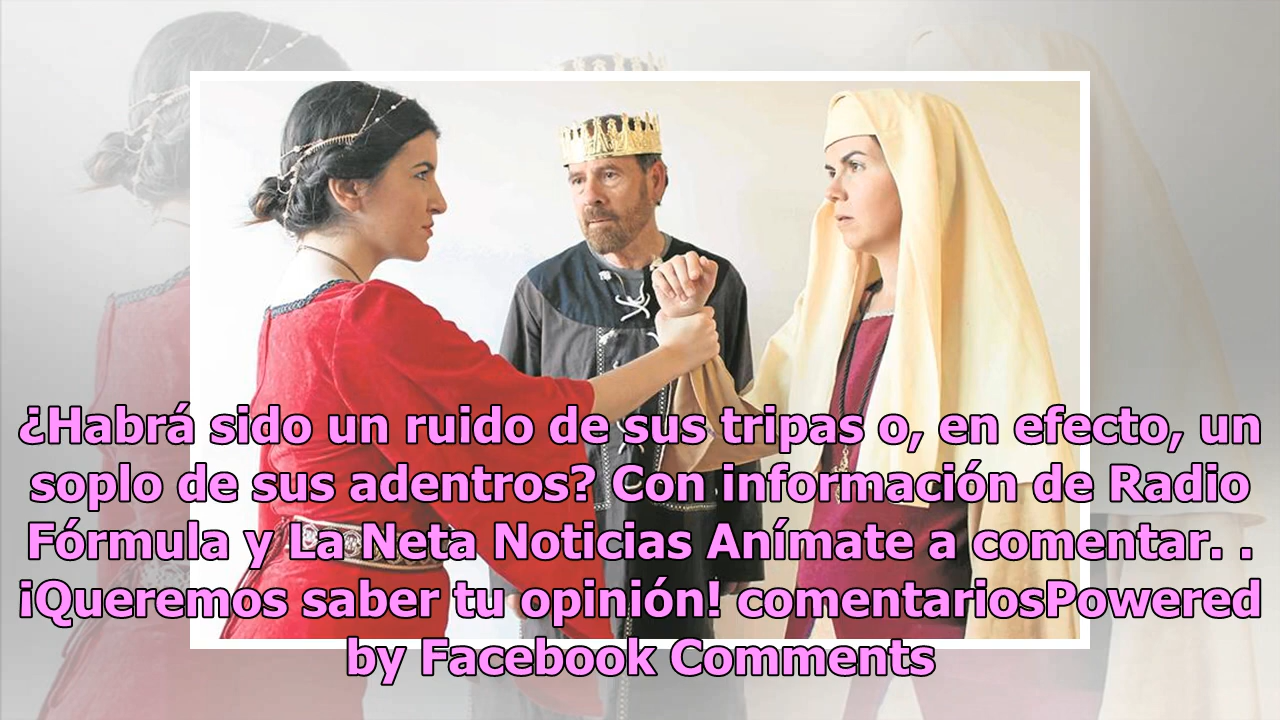 ¿Habrá sido un ruido de sus tripas o, en efecto, un
soplo de sus adentros? Con información de Radio
Fórmula y La Neta Noticias Anímate a comentar. .
¡Queremos saber tu opinión! comentariosPowered
by Facebook Comments